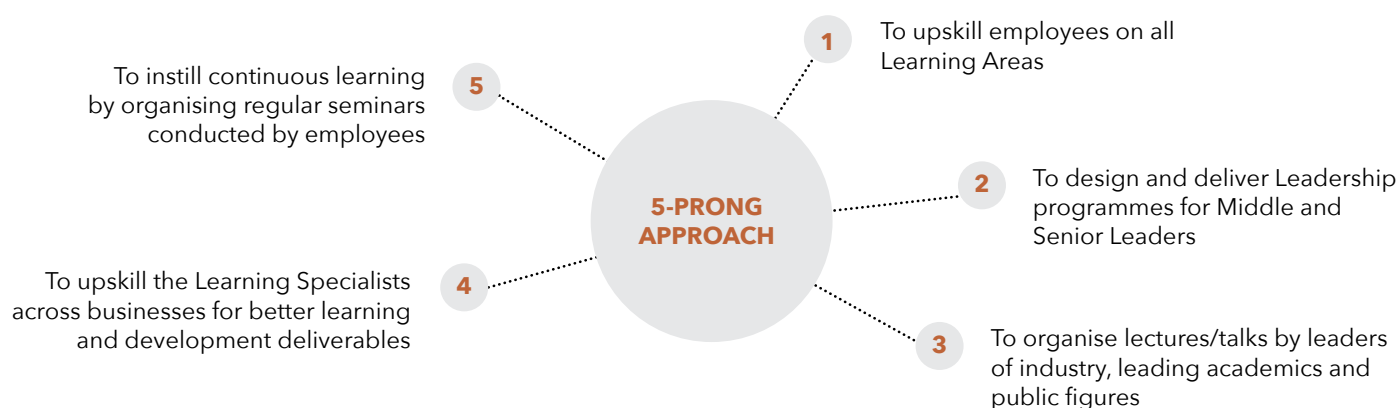 5-PRONG
APPROACH
1
To upskill employees on all
Learning Areas
2
To design and deliver Leadership
programmes for Middle and
Senior Leaders
3
To organise lectures/talks by leaders
of industry, leading academics and
public figures
4
To upskill the Learning Specialists
across businesses for better learning
and development deliverables
5
To instill continuous learning
by organising regular seminars
conducted by employees